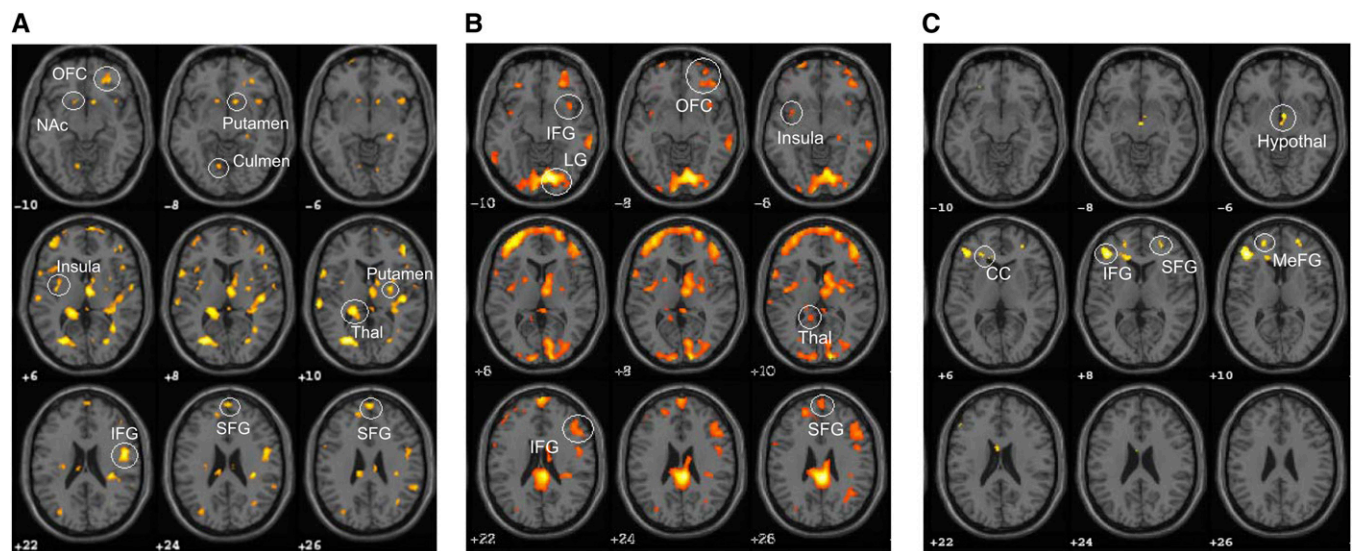 A
OFC
NAc
Putamen
Culmen
−10
−8
−6
Insula
Putamen
Thal
+6
+8
+10
IFG
SFG
SFG
+22
+24
+26
B
OFC
IFG
Insula
LG
−10
−8
−6
Thal
+6
+8
+10
IFG
SFG
+22
+24
+26
C
Hypothal
−10
−8
−6
CC
IFG
SFG
MeFG
+6
+8
+10
+22
+24
+26